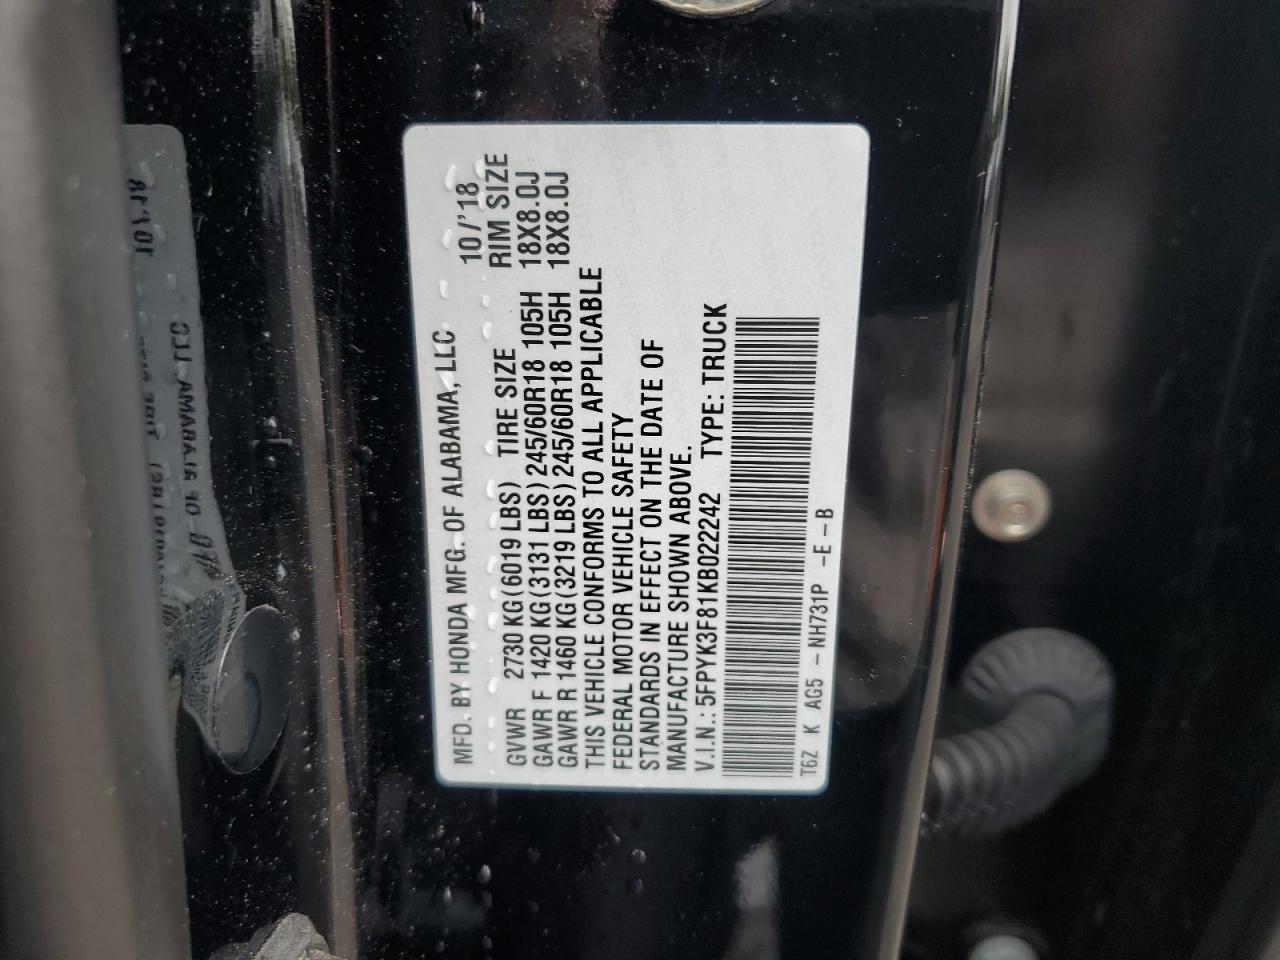 MFD. BY HONDA MFG. OF ALABAMA, LLC 10/'18
GVWR 2730 KG(6019 LBS) TIRE SIZE RIM SIZE
GAWR F 1420 KG(3131 LBS) 245/60R18 105H 18X8.0J
GAWR R 1460 KG(3219 LBS) 245/60R18 105H 18X8.0J
THIS VEHICLE CONFORMS TO ALL APPLICABLE
FEDERAL MOTOR VEHICLE SAFETY
STANDARDS IN EFFECT ON THE DATE OF
MANUFACTURE SHOWN ABOVE.
V.I.N.: 5FPYK3F81KB022242 TYPE: TRUCK
T6Z K AG5 - NH731P - E - B